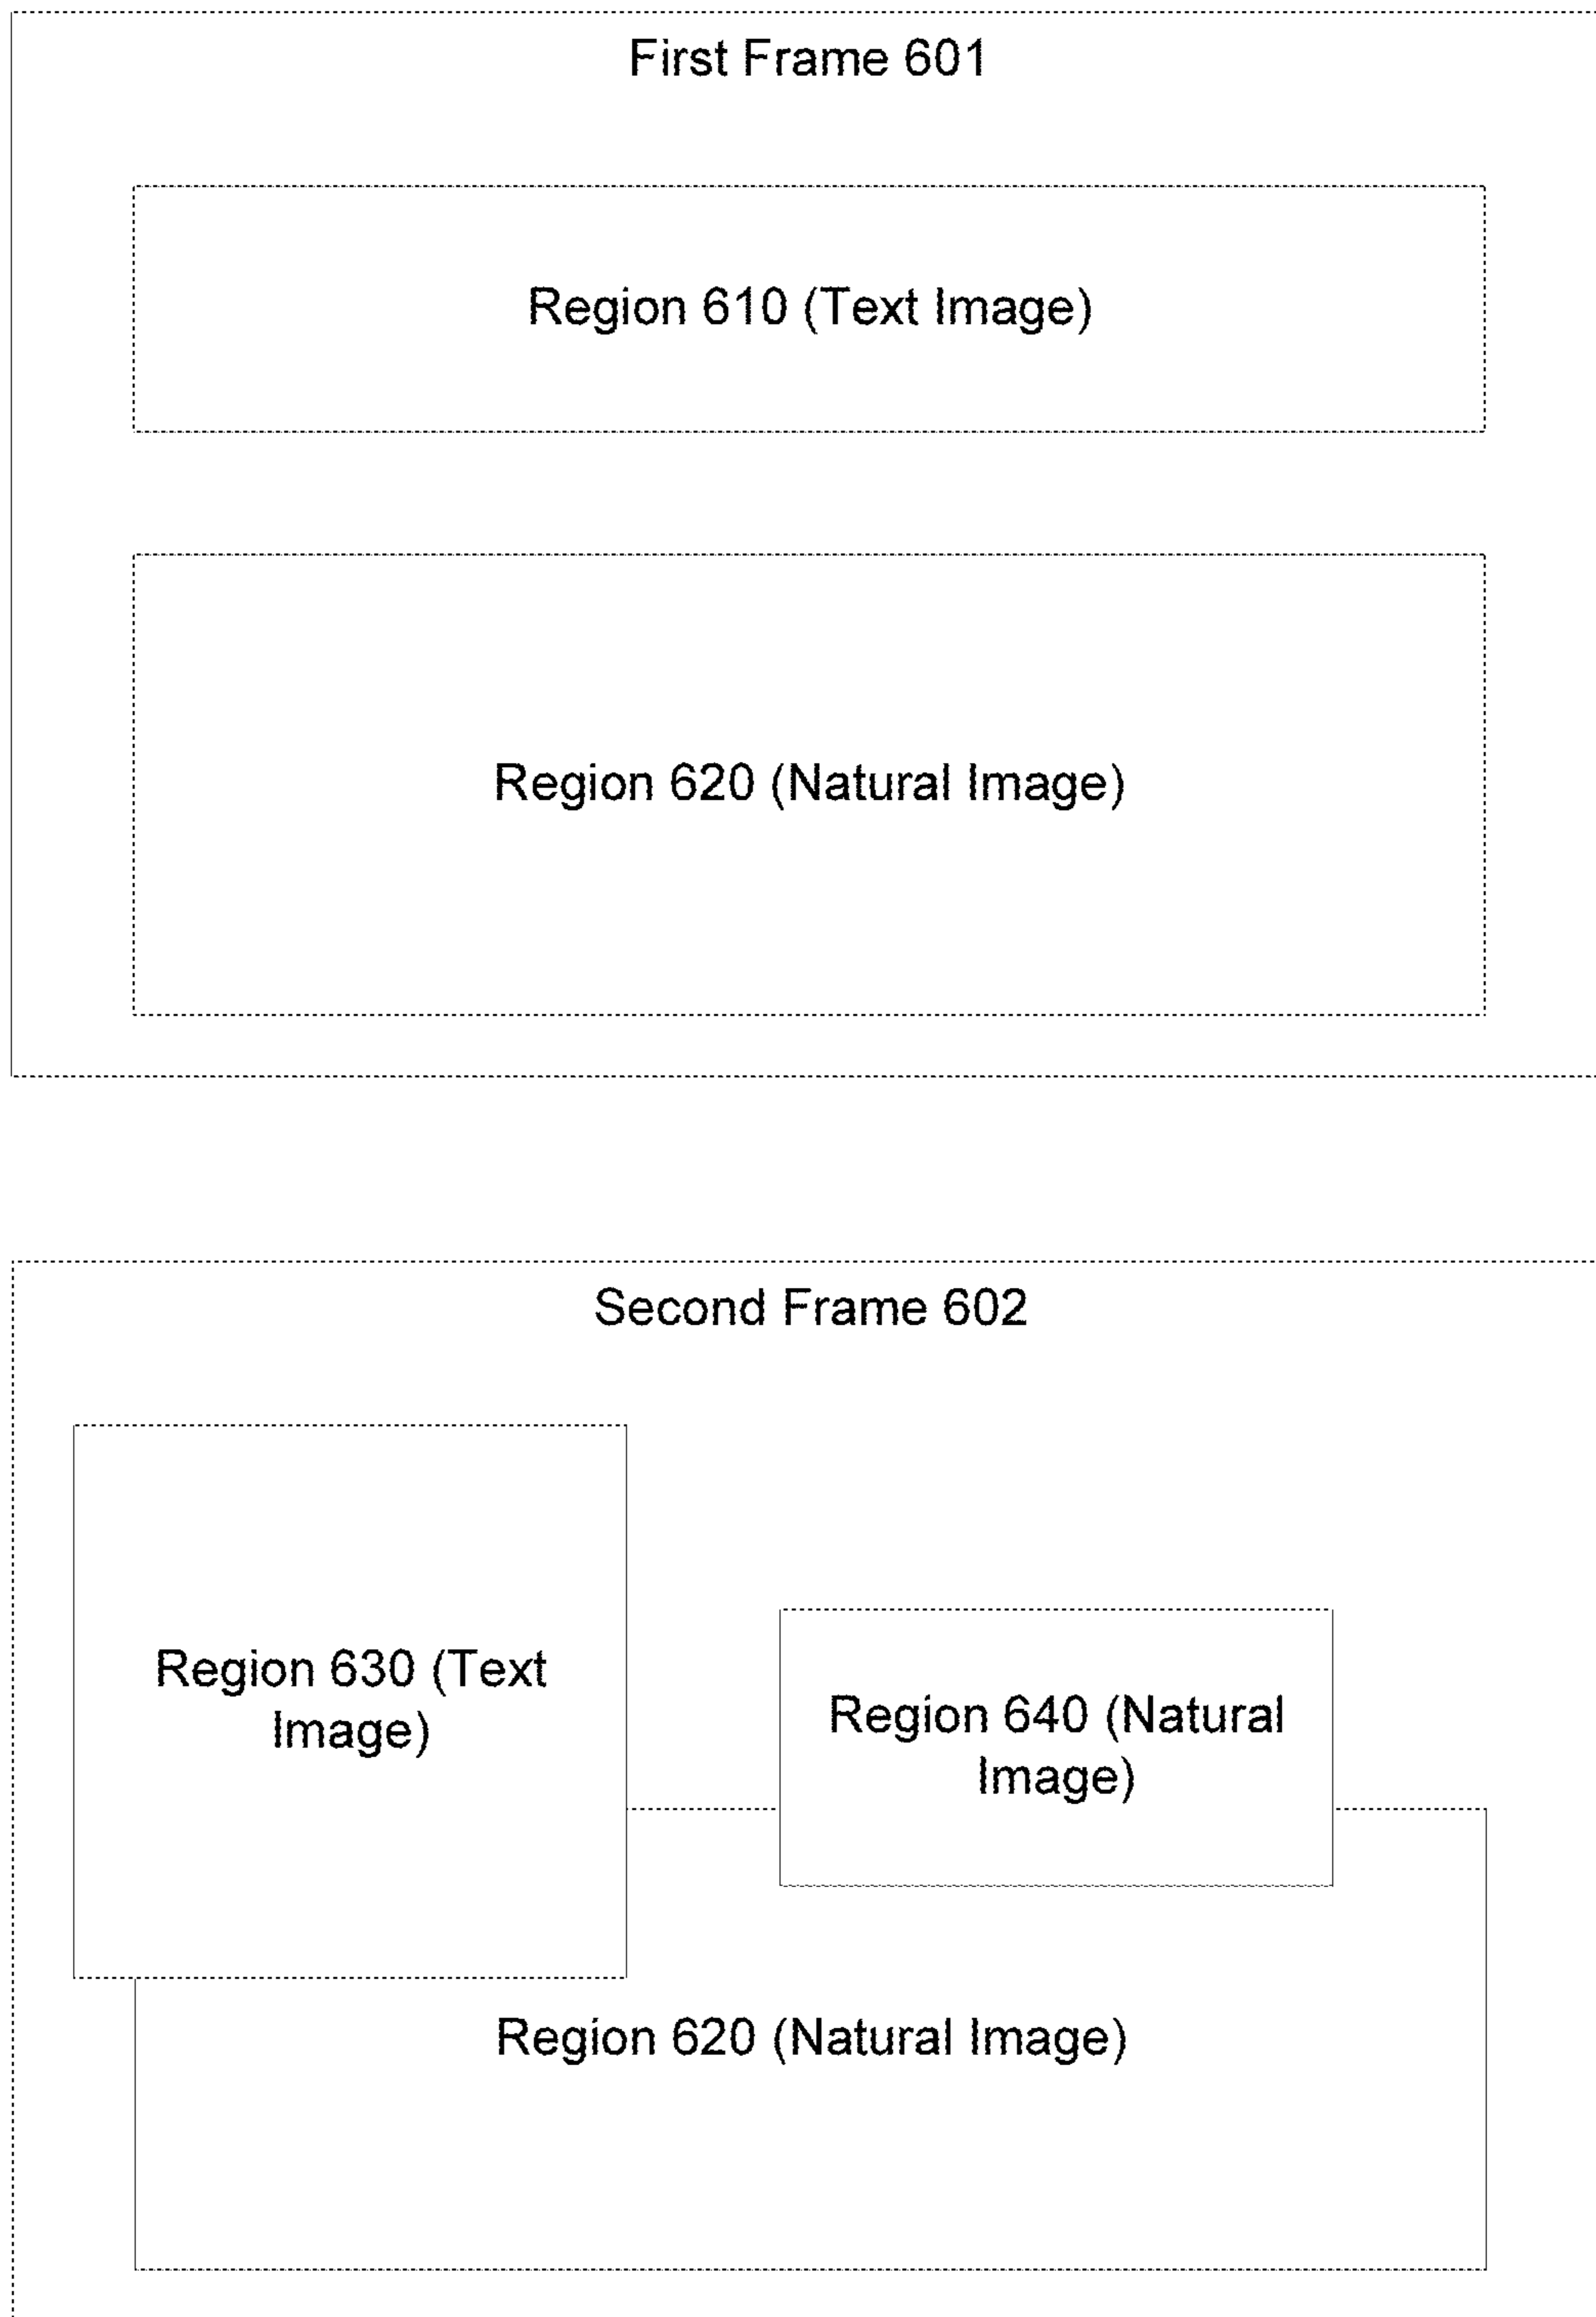 First Frame 601
Region 610 (Text Image)
Region 620 (Natural Image)
Second Frame 602
Region 630 (Text
Image)
Region 640 (Natural
Image)
Region 620 (Natural Image)